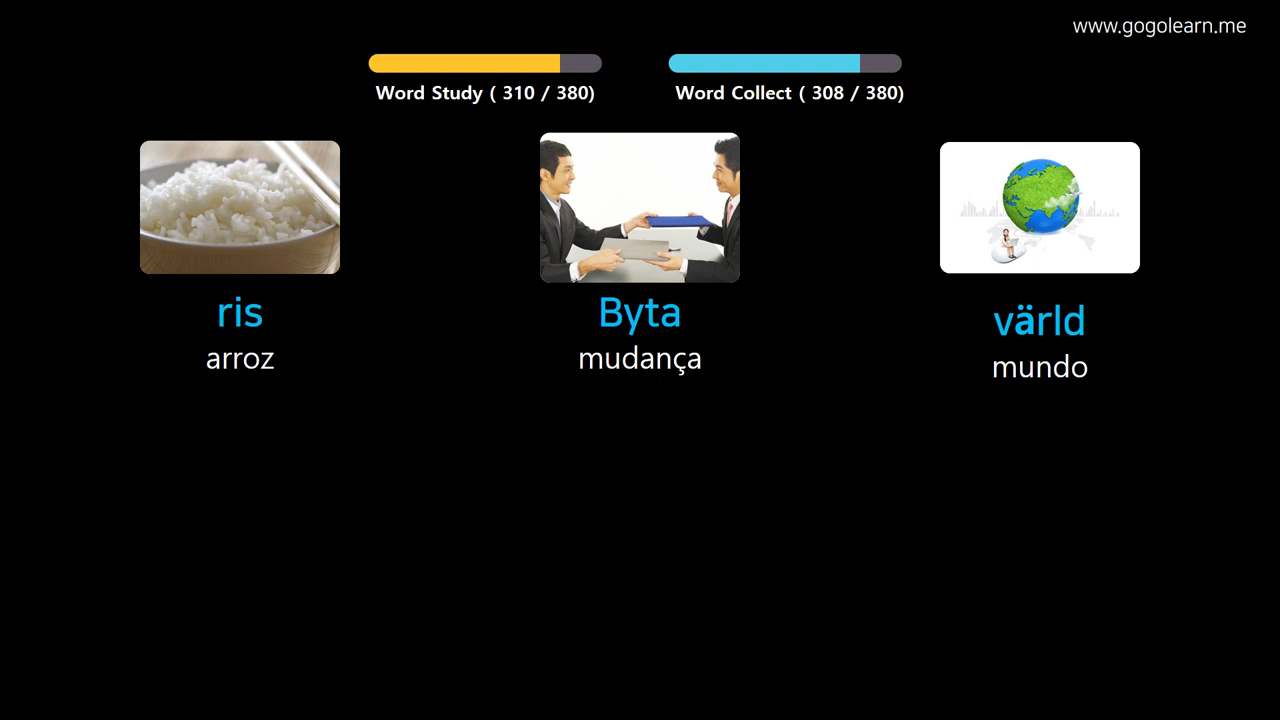 www.gogolearn.me
Word Study ( 310 / 380)
Word Collect ( 308 / 380)
ris
arroz
Byta
mudança
värld
mundo